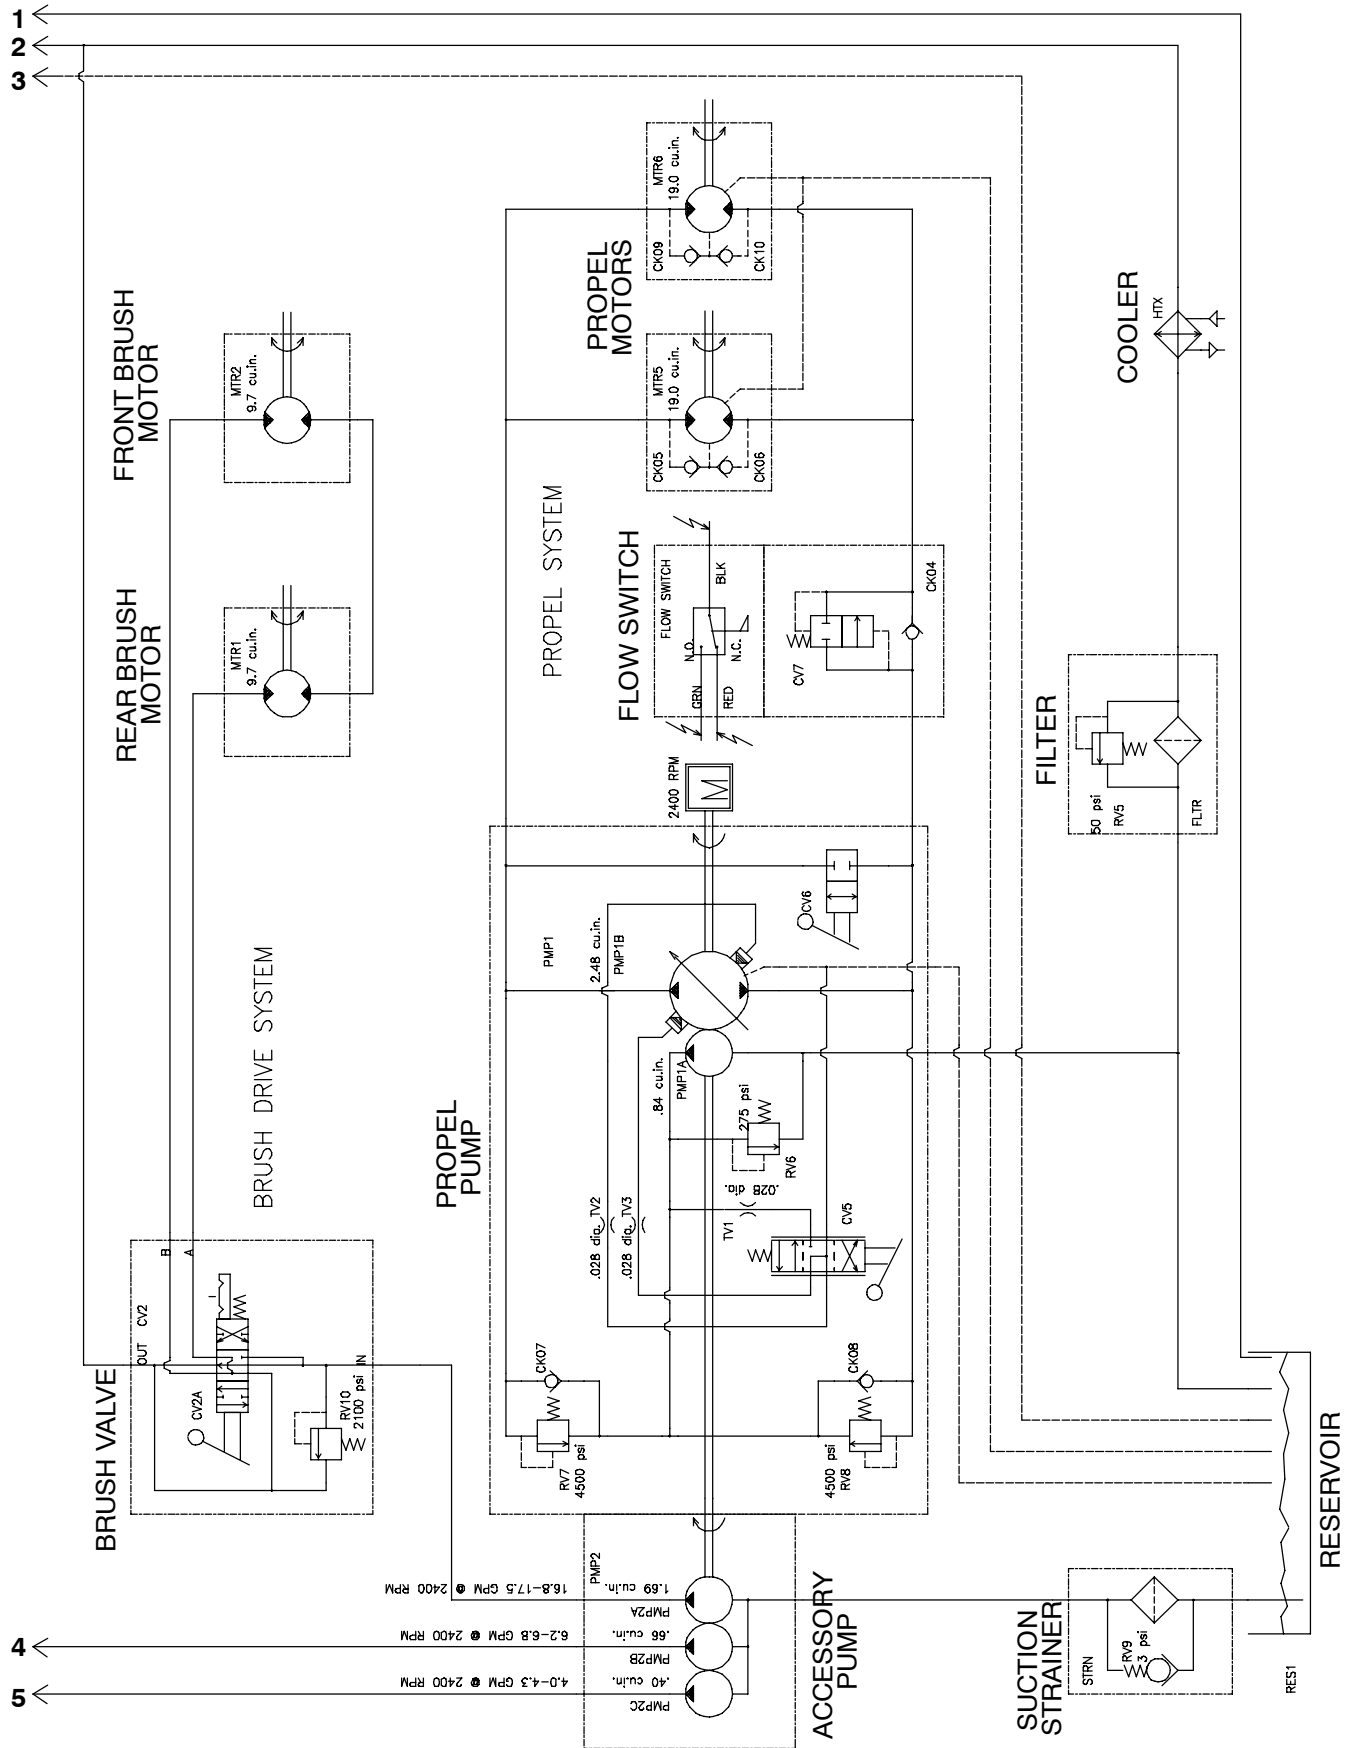 1
2
3
FRONT BRUSH
MOTOR
MTR2
9.7 cu.in.
REAR BRUSH
MOTOR
MTR1
9.7 cu.in.
BRUSH DRIVE SYSTEM
BRUSH VALVE
OUT
CV2
B
A
CV2A
RV10
2100 psi
IN
PROPEL
MOTORS
MTR6
19.0 cu.in.
CK09
CK10
MTR5
19.0 cu.in.
CK05
CK06
PROPEL SYSTEM
FLOW SWITCH
FLOW SWITCH
BLK
N.O.
N.C.
GRN
RED
CV7
CK04
2400 RPM
M
PROPEL
PUMP
PMP1
2.48 cu.in.
PMP1B
CV6
.84 cu.in.
PMP1A
275 psi
RV6
.028 dia. TV2
.028 dia. TV3
.028 dia.
TV1
CV5
CK07
RV7
4500 psi
CK08
4500 psi
RV8
COOLER
HTX
FILTER
50 psi
RV5
FLTR
PMP2
1.69 cu.in.
16.8-17.5 GPM @ 2400 RPM
PMP2A
.66 cu.in.
6.2-6.8 GPM @ 2400 RPM
PMP2B
.40 cu.in.
4.0-4.3 GPM @ 2400 RPM
PMP2C
ACCESSORY
PUMP
4
5
SUCTION
STRAINER
STRN
RV9
3 psi
RESERVOIR
RES1